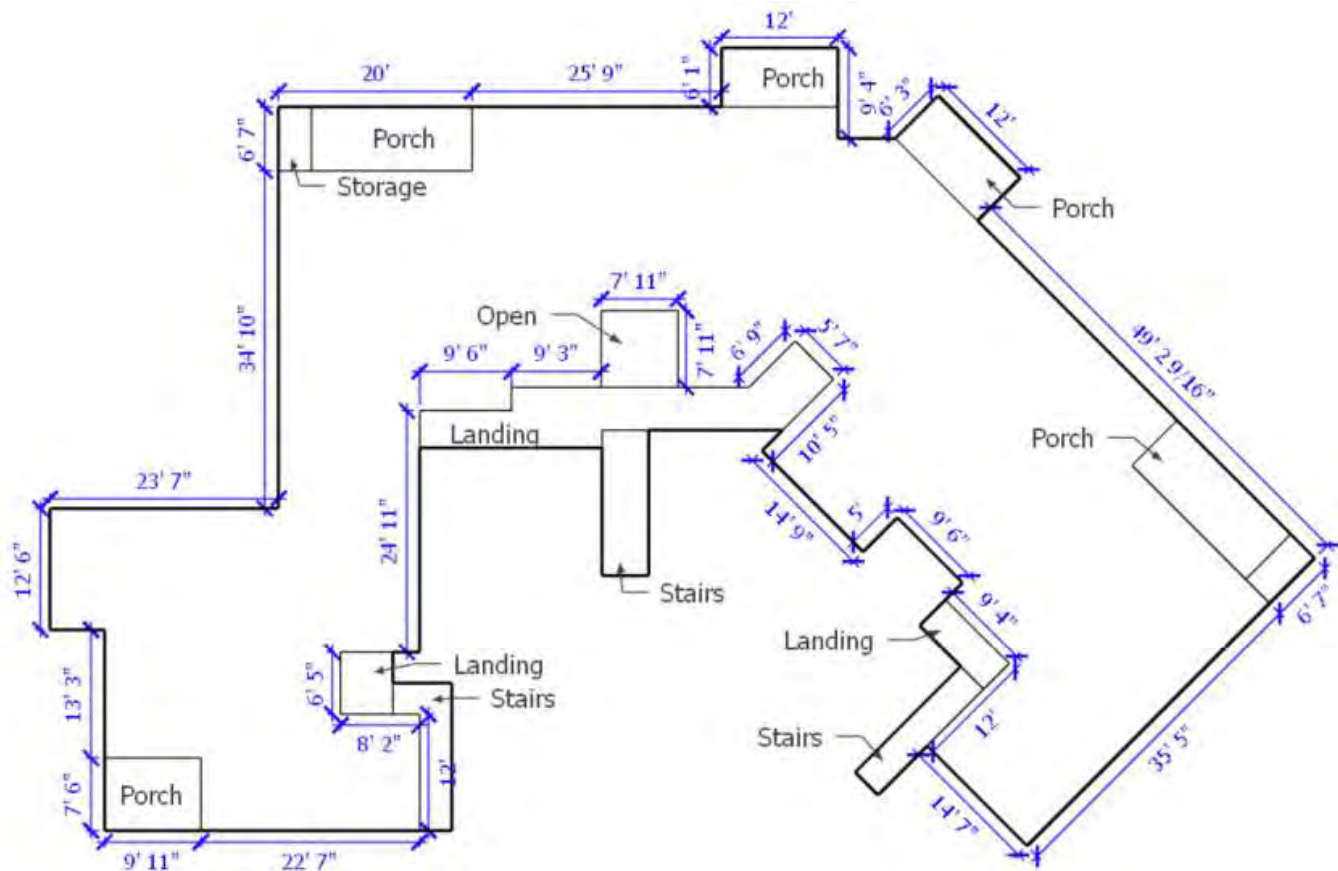 12'
20'
25' 9"
6' 1"
Porch
9' 4"
6' 3"
12'
6' 7"
Porch
Storage
Porch
34' 10"
7' 11"
Open
7' 11"
9' 6"
9' 3"
6' 9"
5' 7"
49' 2 9/16"
Landing
10' 5"
Porch
23' 7"
24' 11"
14' 9"
5'
9' 6"
12' 6"
Stairs
9' 4"
6' 7"
Landing
Landing
6' 5"
Stairs
13' 3"
8' 2"
12'
Stairs
12'
35' 5"
7' 6"
Porch
14' 7"
9' 11"
22' 7"